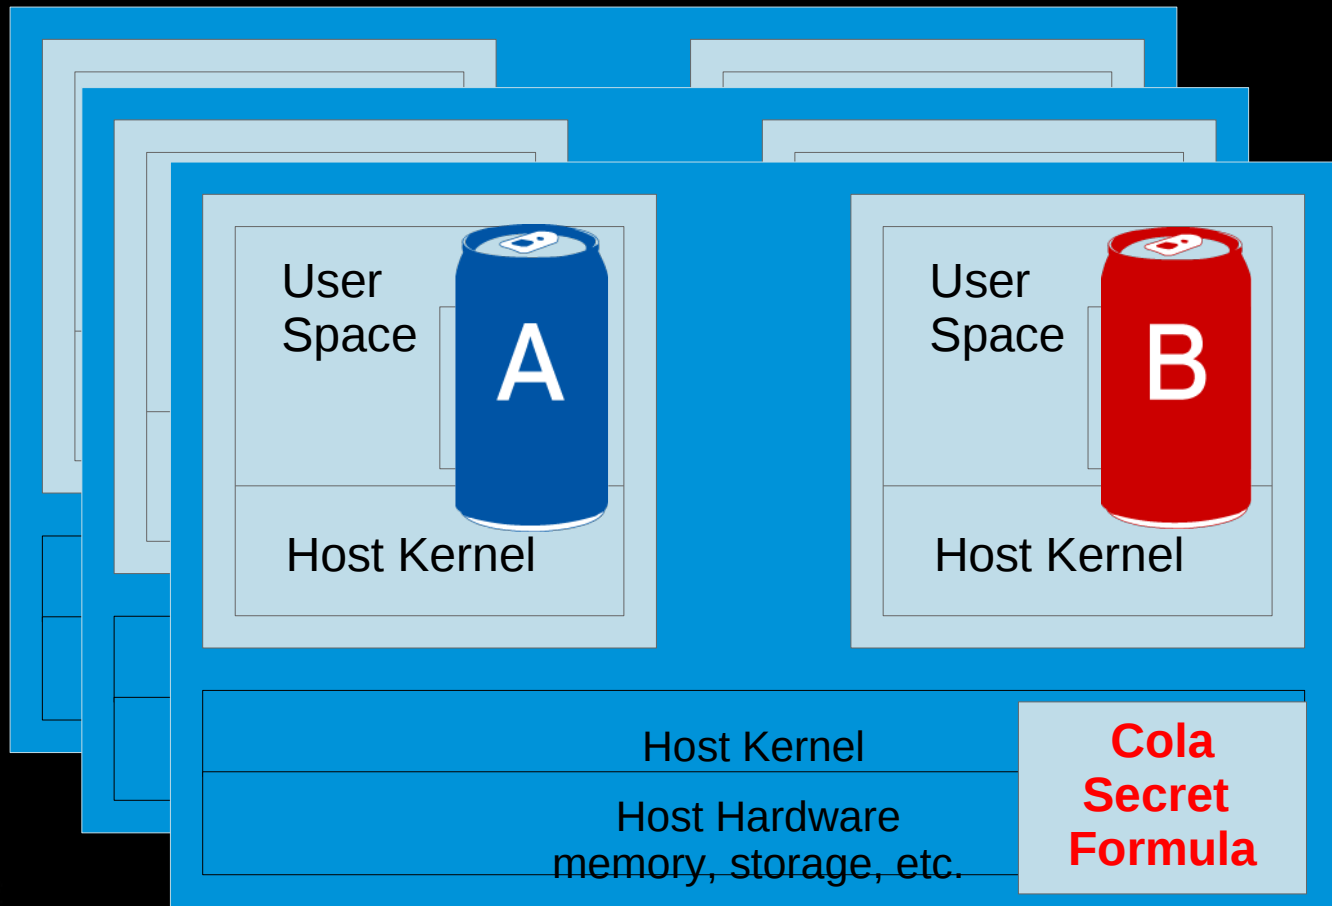 User
Space
A
Host Kernel
User
Space
B
Host Kernel
Host Kernel
Host Hardware
memory, storage, etc.
Cola
Secret
Formula